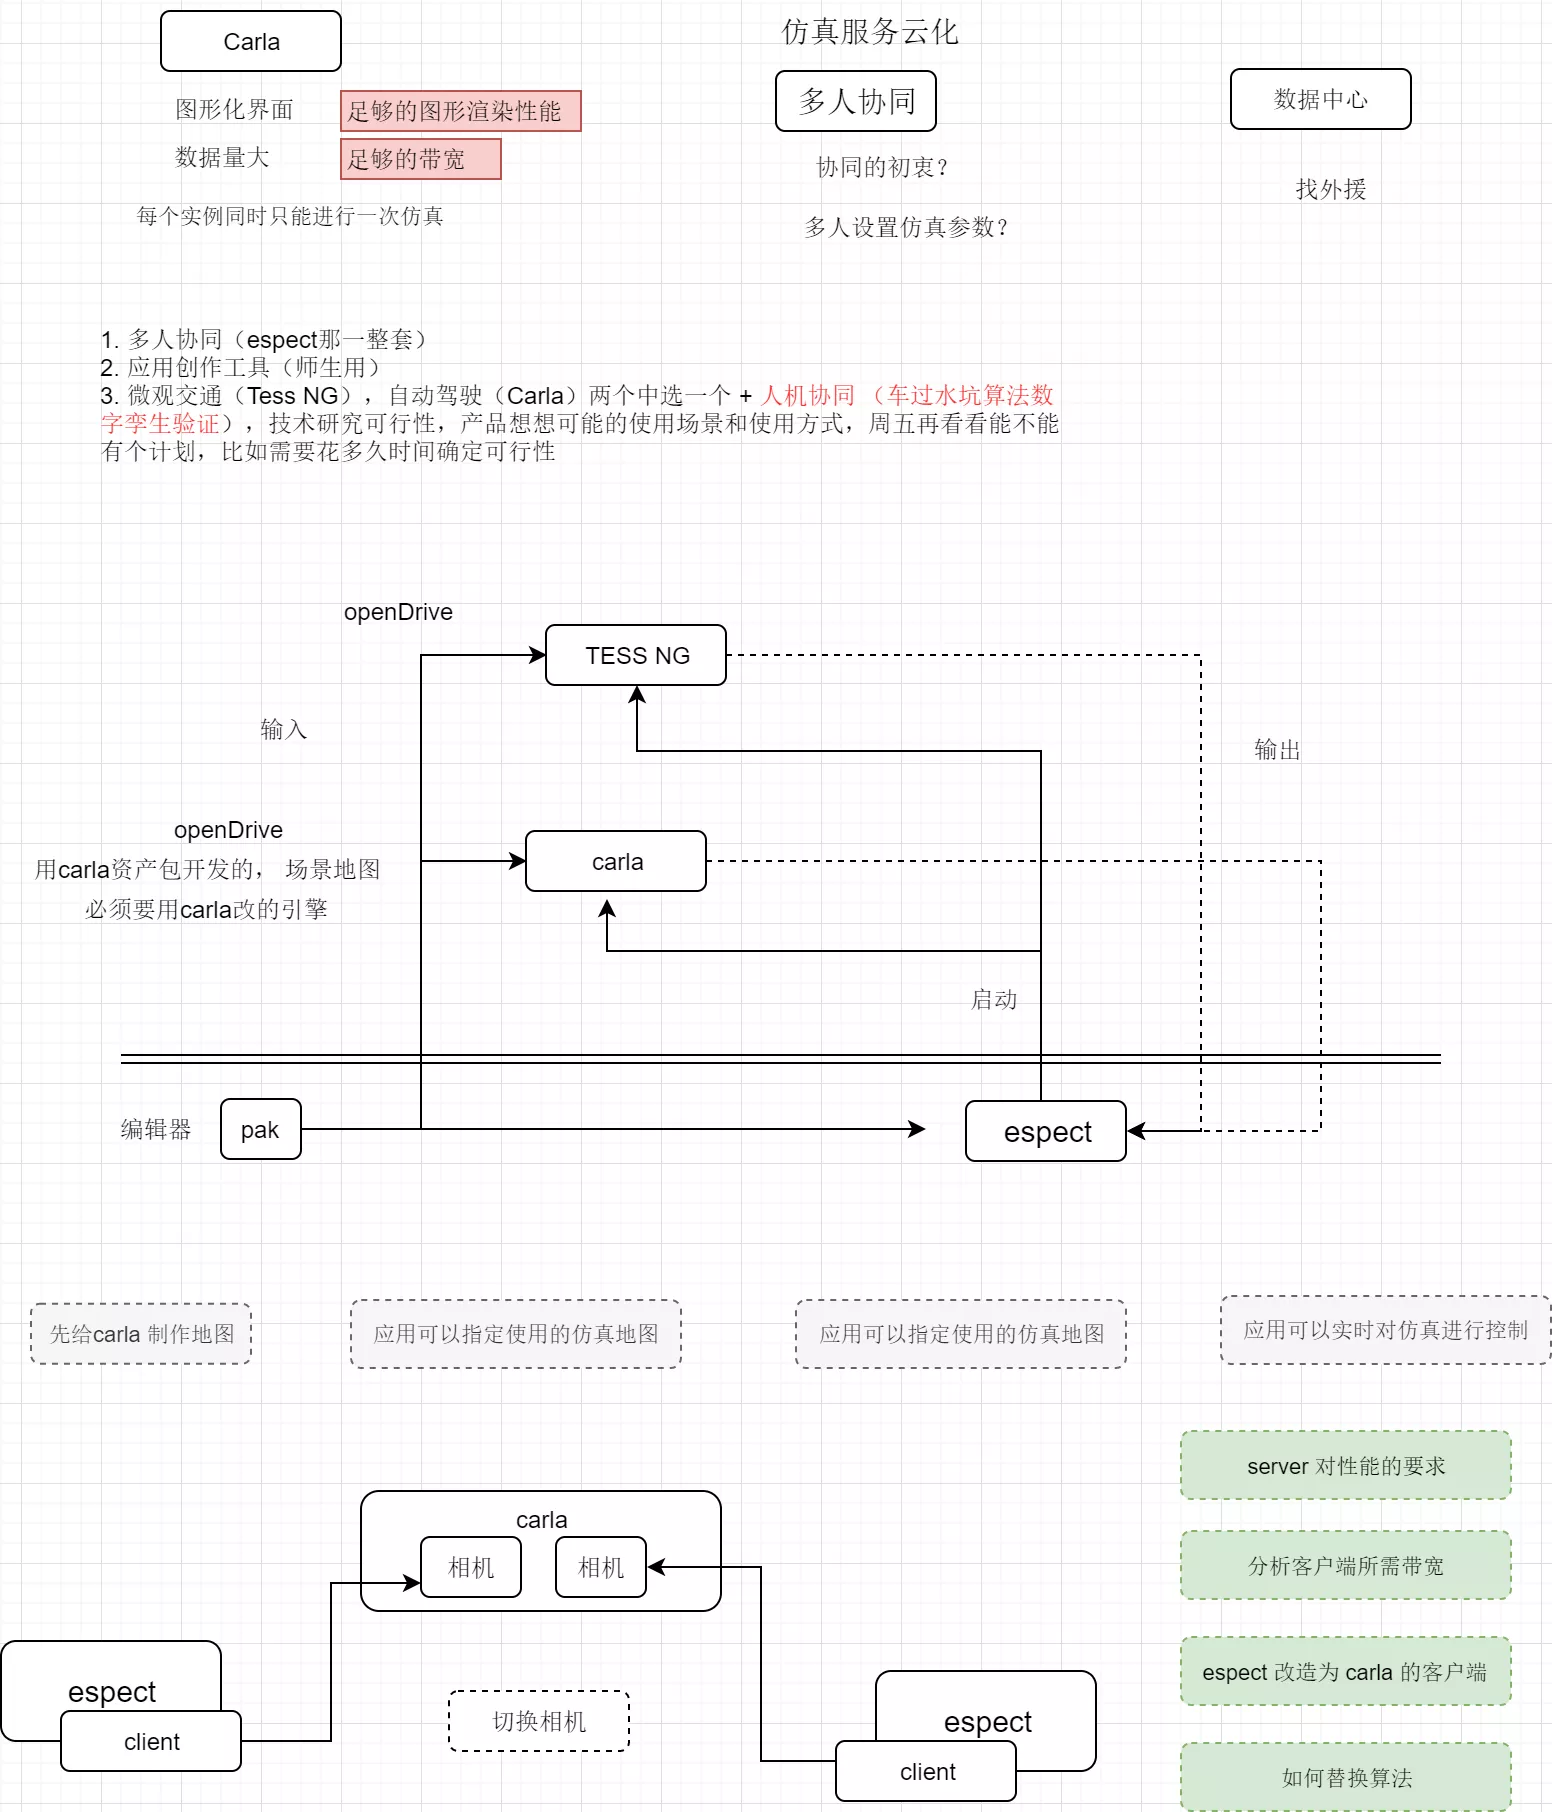 Carla
仿真服务云化
多人协同
数据中心
图形化界面
足够的图形渲染性能
数据量大
足够的带宽
协同的初衷？
找外援
每个实例同时只能进行一次仿真
多人设置仿真参数？
1. 多人协同（espect那一整套）
2. 应用创作工具（师生用）
3. 微观交通（Tess NG），自动驾驶（Carla）两个中选一个 + 人机协同 （车过水坑算法数
字孪生验证），技术研究可行性，产品想想可能的使用场景和使用方式，周五再看看能不能
有个计划，比如需要花多久时间确定可行性
openDrive
TESS NG
输入
输出
openDrive
carla
用carla资产包开发的， 场景地图
必须要用carla改的引擎
启动
编辑器
pak
espect
先给carla 制作地图
应用可以指定使用的仿真地图
应用可以指定使用的仿真地图
应用可以实时对仿真进行控制
server 对性能的要求
carla
相机
相机
分析客户端所需带宽
espect 改造为 carla 的客户端
espect
client
切换相机
espect
client
如何替换算法